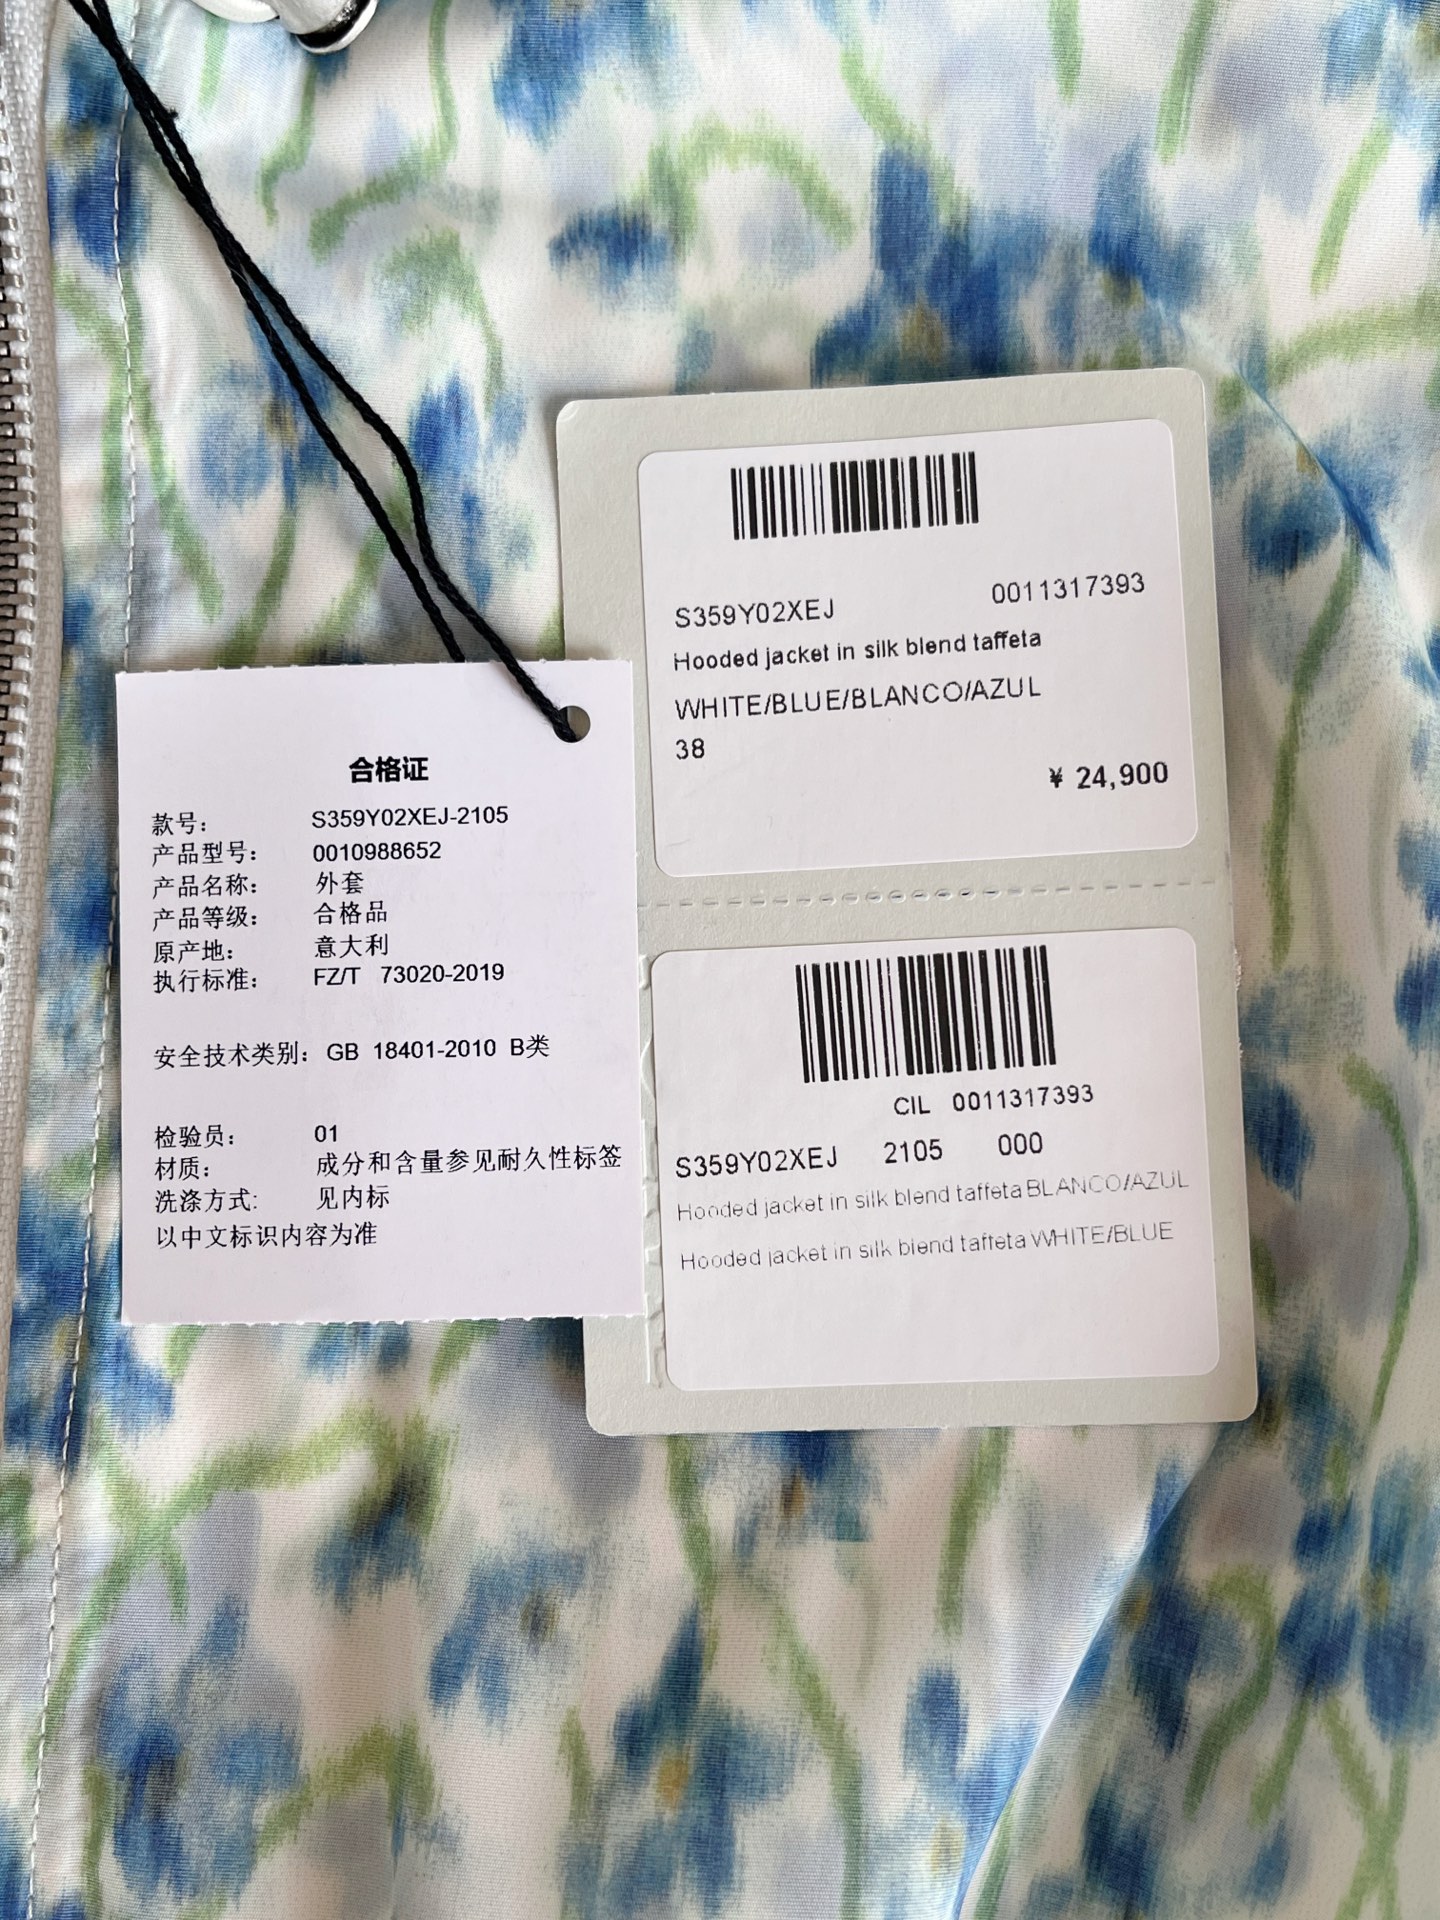 合格证
款号: S359Y02XEJ-2105
产品型号: 0010988652
产品名称: 外套
产品等级: 合格品
原产地: 意大利
执行标准: FZ/T 73020-2019
安全技术类别: GB 18401-2010 B类
检验员: 01
材质: 成分和含量参见耐久性标签
洗涤方式: 见内标
以中文标识内容为准
S359Y02XEJ 0011317393
Hooded jacket in silk blend taffeta
WHITE/BLUE/BLANCO/AZUL
38
¥ 24,900
CIL 0011317393
S359Y02XEJ 2105 000
Hooded jacket in silk blend taffeta BLANCO/AZUL
Hooded jacket in silk blend taffeta WHITE/BLUE